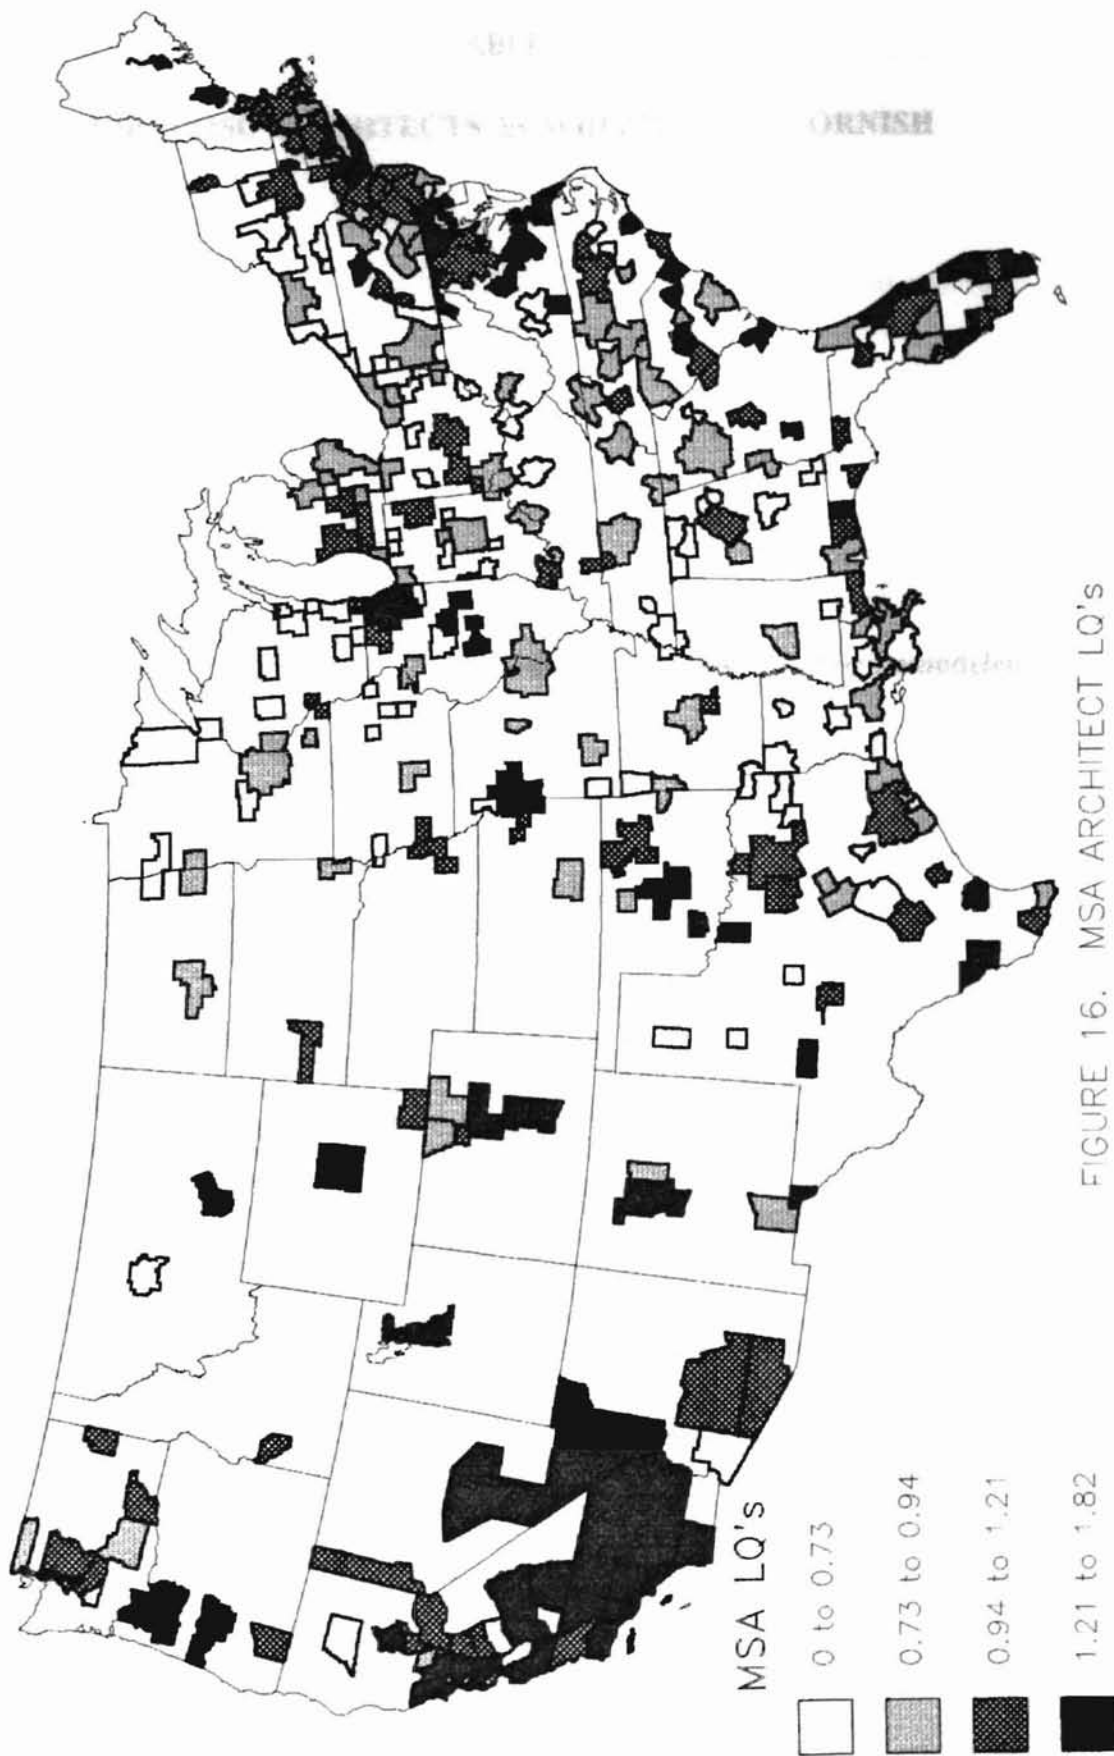 FIGURE 16. MSA ARCHITECT LQ's
MSA LQ's
0 to 0.73
0.73 to 0.94
0.94 to 1.21
1.21 to 1.82
ORNISH